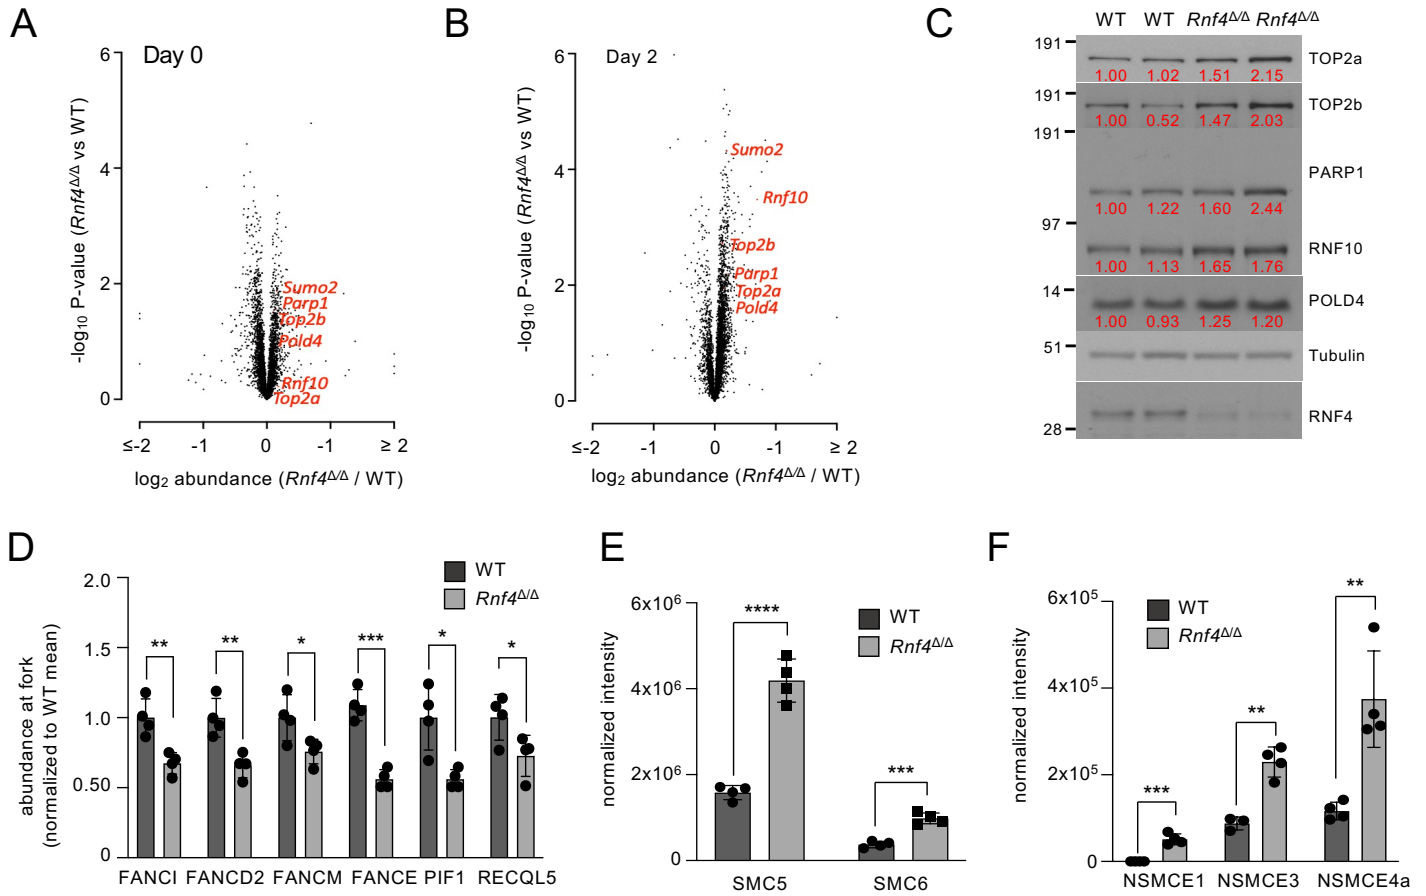 A
Day 0
6
4
2
0
-log10 P-value (Rnf4Δ/Δ vs WT)
Sumo2
Parp1
Top2b
Pold4
Rnf10
Top2a
≤-2
-1
0
-1
≥ 2
log2 abundance (Rnf4Δ/Δ / WT)
B
Day 2
6
4
2
0
-log10 P-value (Rnf4Δ/Δ vs WT)
Sumo2
Rnf10
Top2b
Parp1
Top2a
Pold4
≤-2
-1
0
-1
≥ 2
log2 abundance (Rnf4Δ/Δ / WT)
C
WT WT Rnf4Δ/Δ Rnf4Δ/Δ
191
TOP2a
1.00 1.02 1.51 2.15
191
TOP2b
1.00 0.52 1.47 2.03
191
PARP1
1.00 1.22 1.60 2.44
97
RNF10
1.00 1.13 1.65 1.76
14
POLD4
1.00 0.93 1.25 1.20
51
Tubulin
RNF4
28
D
WT
Rnf4Δ/Δ
abundance at fork
(normalized to WT mean)
2.0
1.5
1.0
0.50
0
** ** * *** * *
FANCI FANCD2 FANCM FANCE PIF1 RECQL5
E
WT
Rnf4Δ/Δ
normalized intensity
6x10⁶
4x10⁶
2x10⁶
0
****
***
SMC5 SMC6
F
WT
Rnf4Δ/Δ
normalized intensity
6x10⁵
4x10⁵
2x10⁵
0
***
**
**
NSMCE1 NSMCE3 NSMCE4a